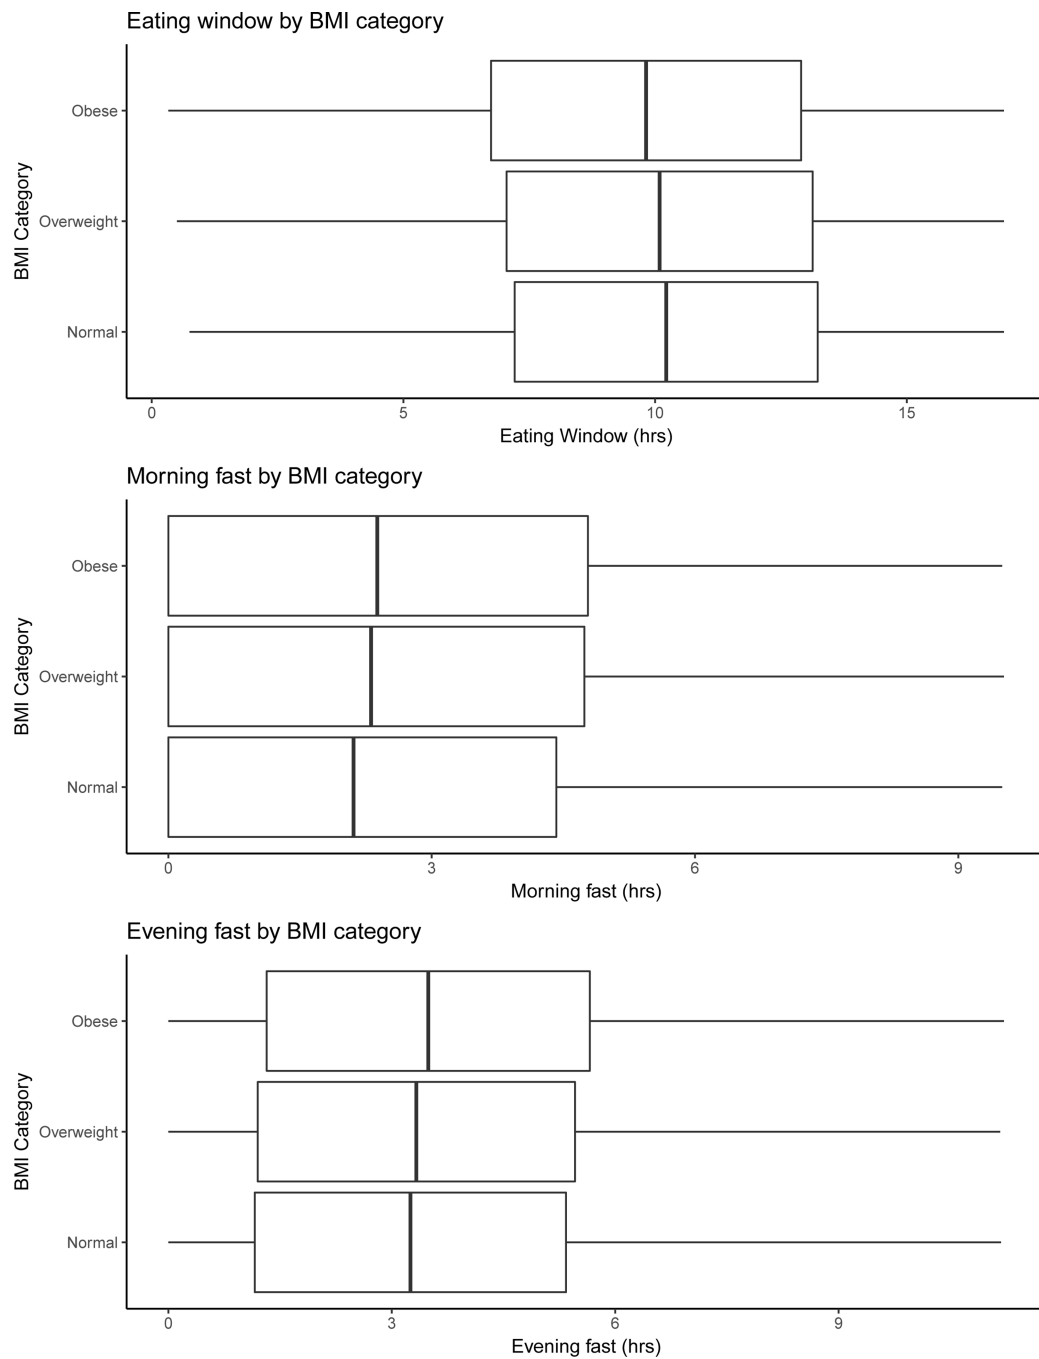 Eating window by BMI category
BMI Category
Obese
Overweight
Normal
0 5 10 15
Eating Window (hrs)
Morning fast by BMI category
BMI Category
Obese
Overweight
Normal
0 3 6 9
Morning fast (hrs)
Evening fast by BMI category
BMI Category
Obese
Overweight
Normal
0 3 6 9
Evening fast (hrs)